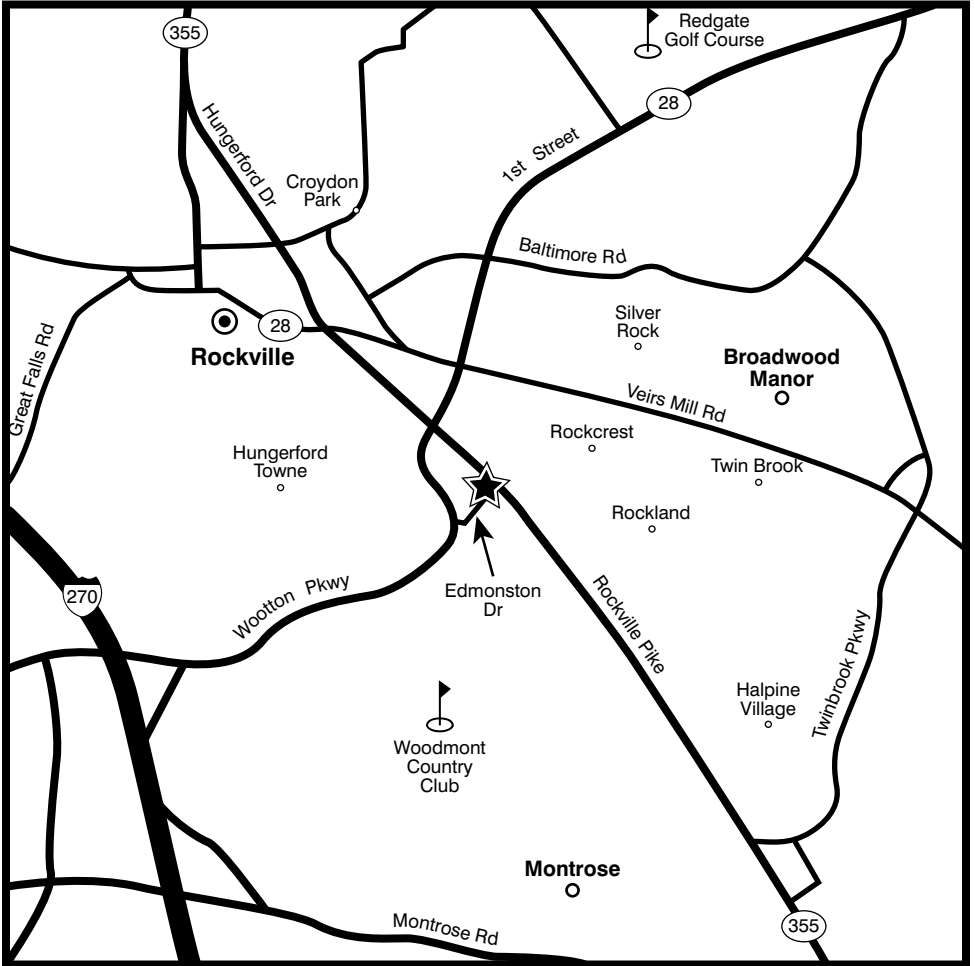 355
Redgate
Golf Course
28
Hungerford Dr
1st Street
Croydon
Park
Baltimore Rd
Silver
Rock
28
Rockville
Broadwood
Manor
Great Falls Rd
Veirs Mill Rd
Rockcrest
Hungerford
Towne
Twin Brook
Rockland
270
Edmonston
Dr
Wootton Pkwy
Rockville Pike
Twinbrook Pkwy
Halpine
Village
Woodmont
Country
Club
Montrose
Montrose Rd
355